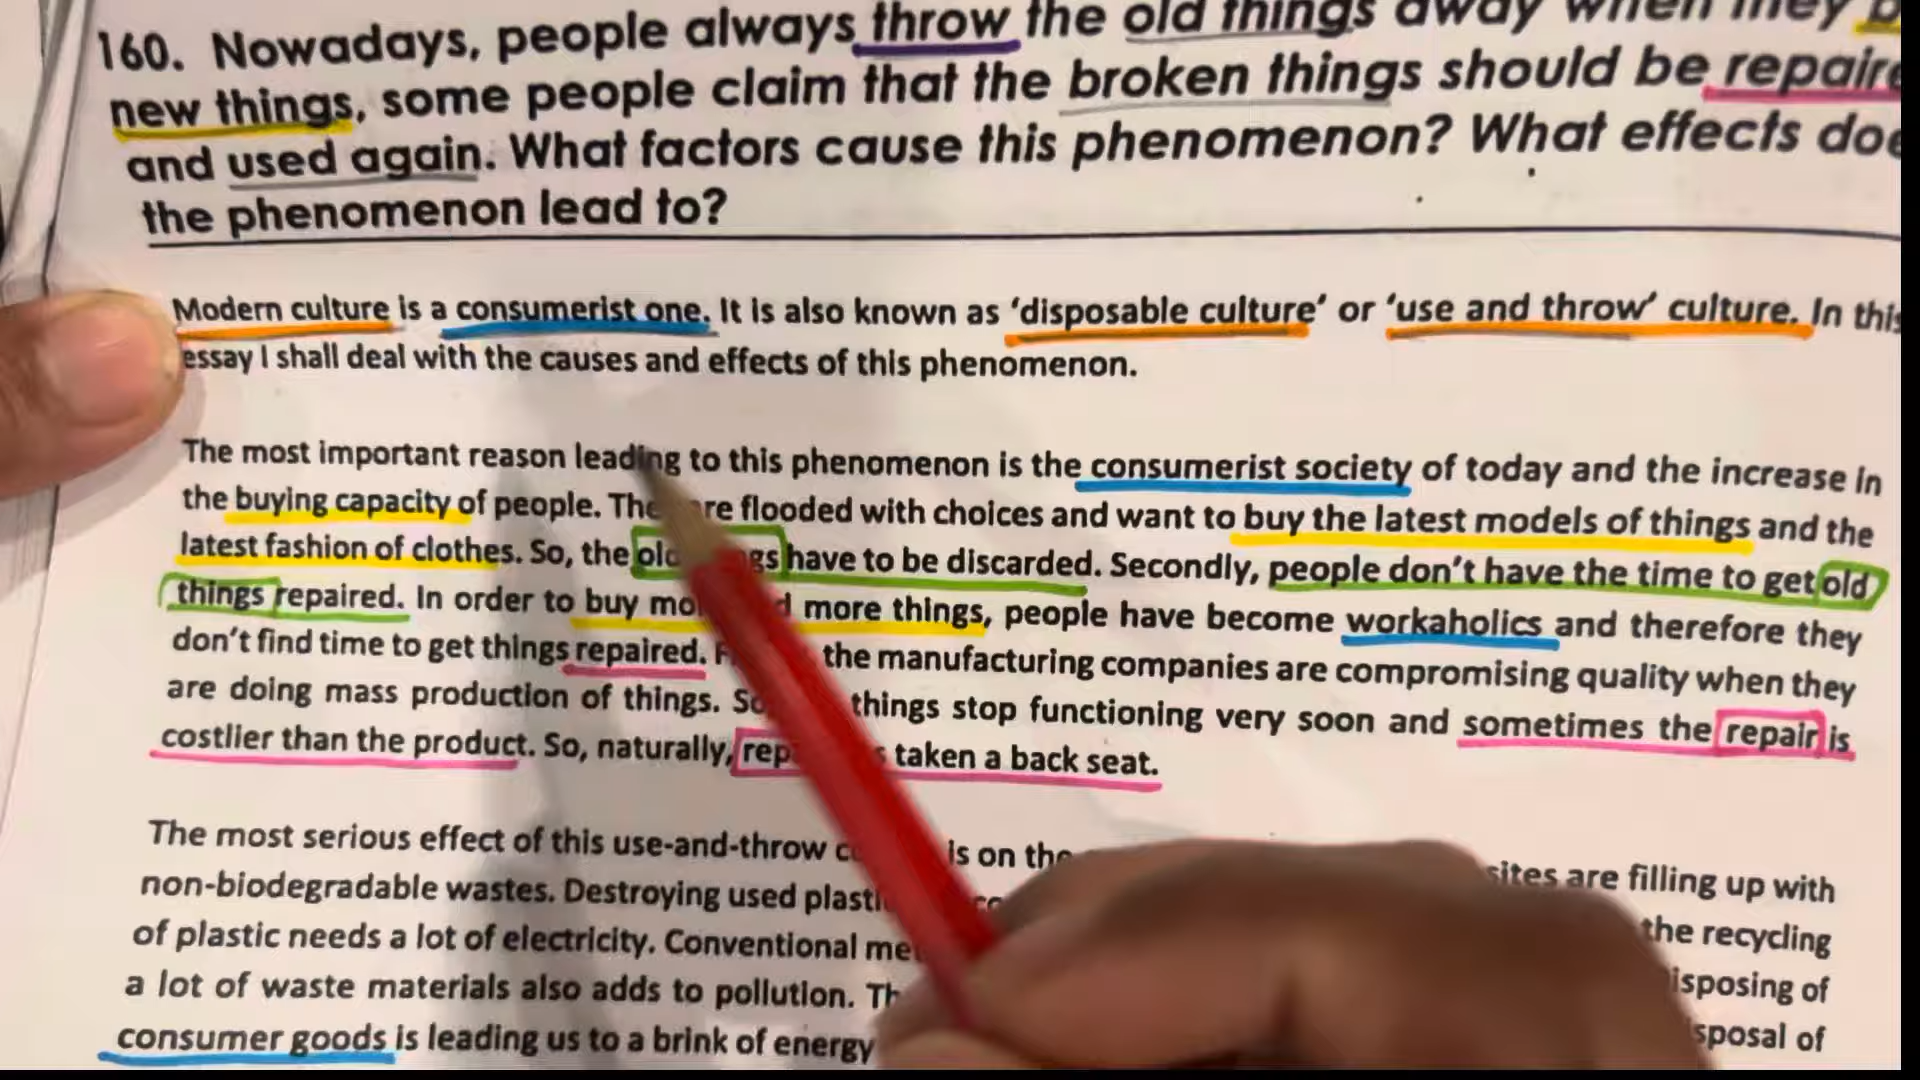 160. Nowadays, people always throw the old things away when they
new things, some people claim that the broken things should be repaire
and used again. What factors cause this phenomenon? What effects doe
the phenomenon lead to?
Modern culture is a consumerist one. It is also known as 'disposable culture' or 'use and throw' culture. In this
essay I shall deal with the causes and effects of this phenomenon.
The most important reason leading to this phenomenon is the consumerist society of today and the increase in
the buying capacity of people. The are flooded with choices and want to buy the latest models of things and the
latest fashion of clothes. So, the old gs have to be discarded. Secondly, people don't have the time to get old
things repaired. In order to buy mo d more things, people have become workaholics and therefore they
don't find time to get things repaired. the manufacturing companies are compromising quality when they
are doing mass production of things. So things stop functioning very soon and sometimes the repair is
costlier than the product. So, naturally, rep s taken a back seat.
The most serious effect of this use-and-throw c is on the sites are filling up with
non-biodegradable wastes. Destroying used plasti co
of plastic needs a lot of electricity. Conventional me the recycling
a lot of waste materials also adds to pollution. Th isposing of
consumer goods is leading us to a brink of energy sposal of